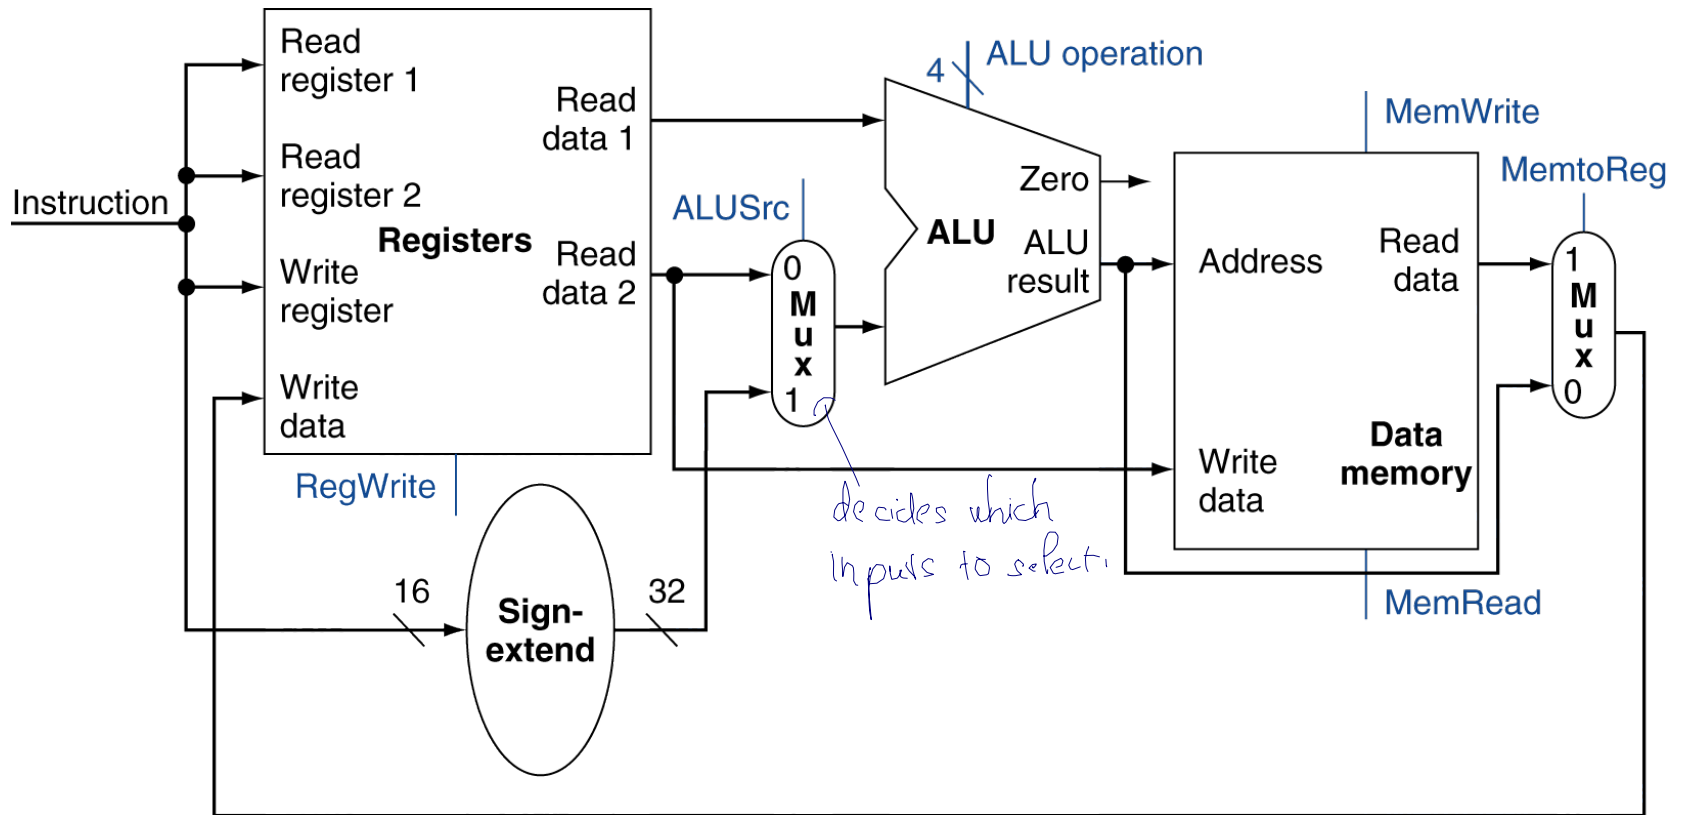 Read
register 1
Read
register 2
Write
register
Write
data
Registers
Read
data 1
Read
data 2
Instruction
RegWrite
16
Sign-
extend
32
ALUSrc
0
Mux
1
4
ALU operation
ALU
Zero
ALU
result
decides which
inputs to select.
MemWrite
Address
Read
data
Write
data
Data
memory
MemRead
MemtoReg
1
Mux
0